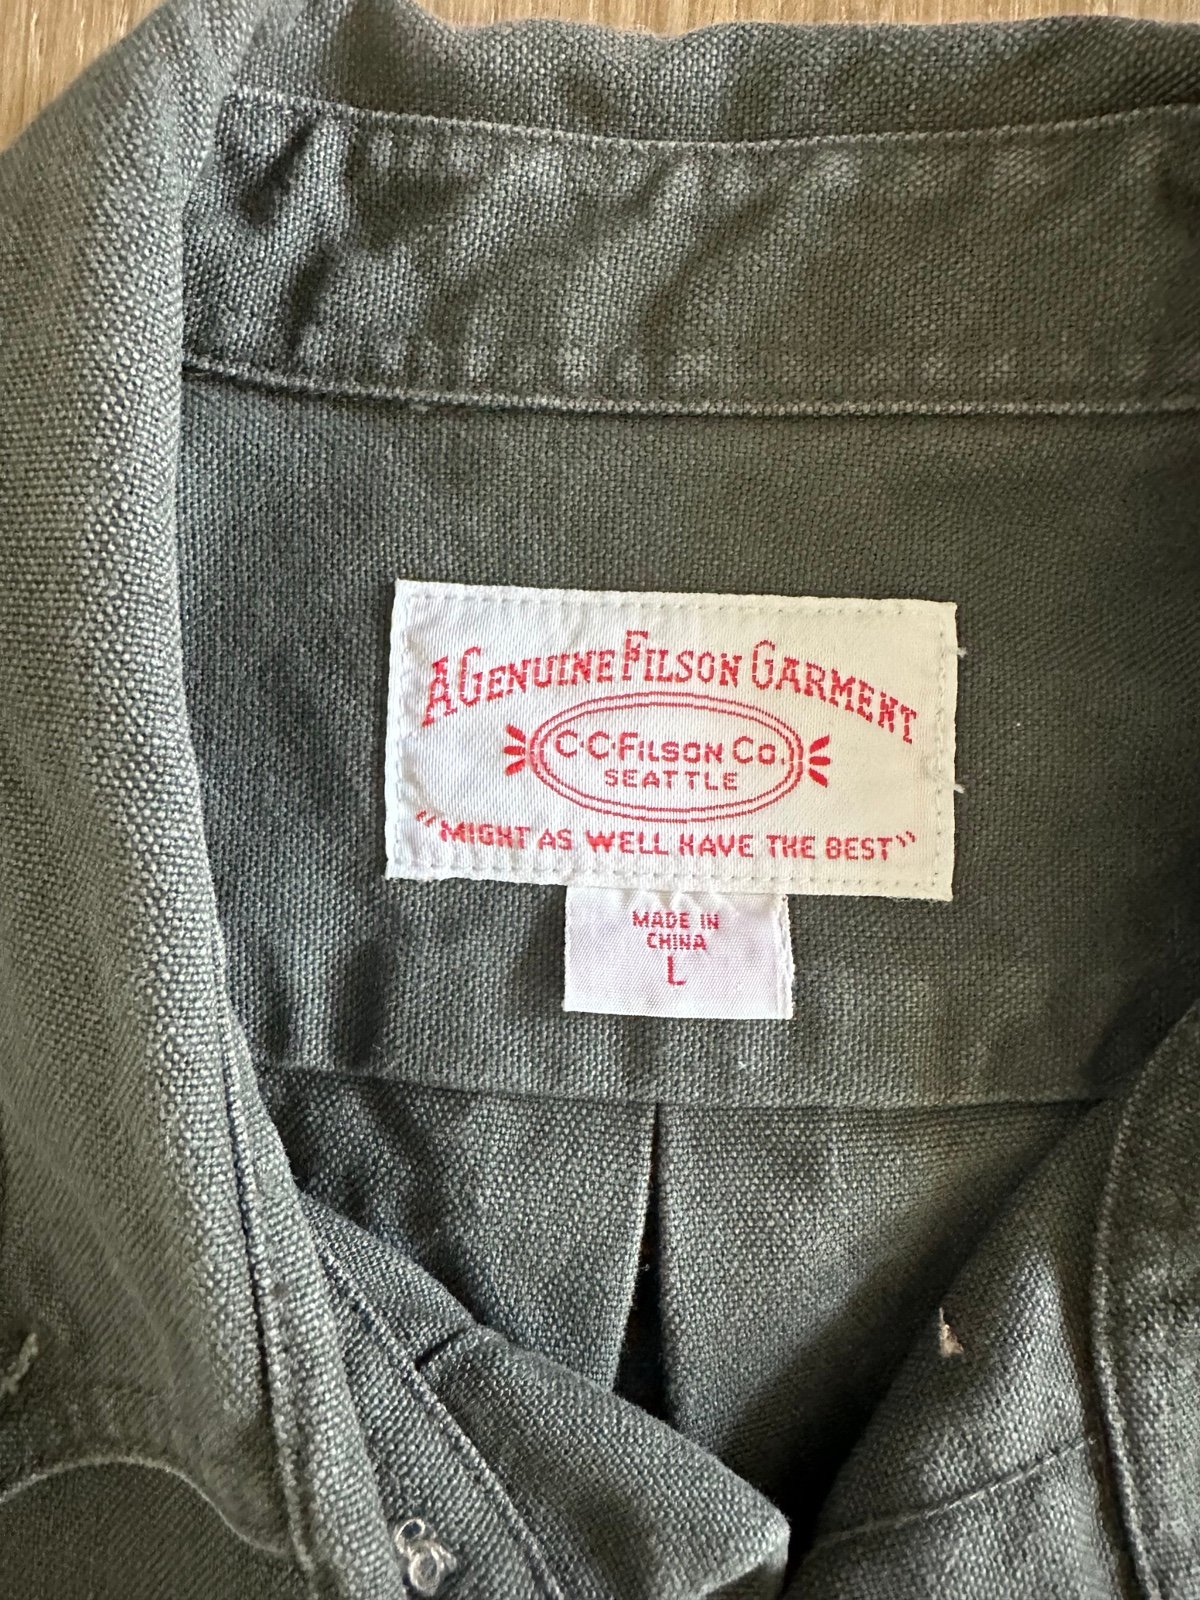 A GENUINE FILSON GARMENT
C·C·FILSON CO.
SEATTLE
"MIGHT AS WELL HAVE THE BEST"
MADE IN
CHINA
L